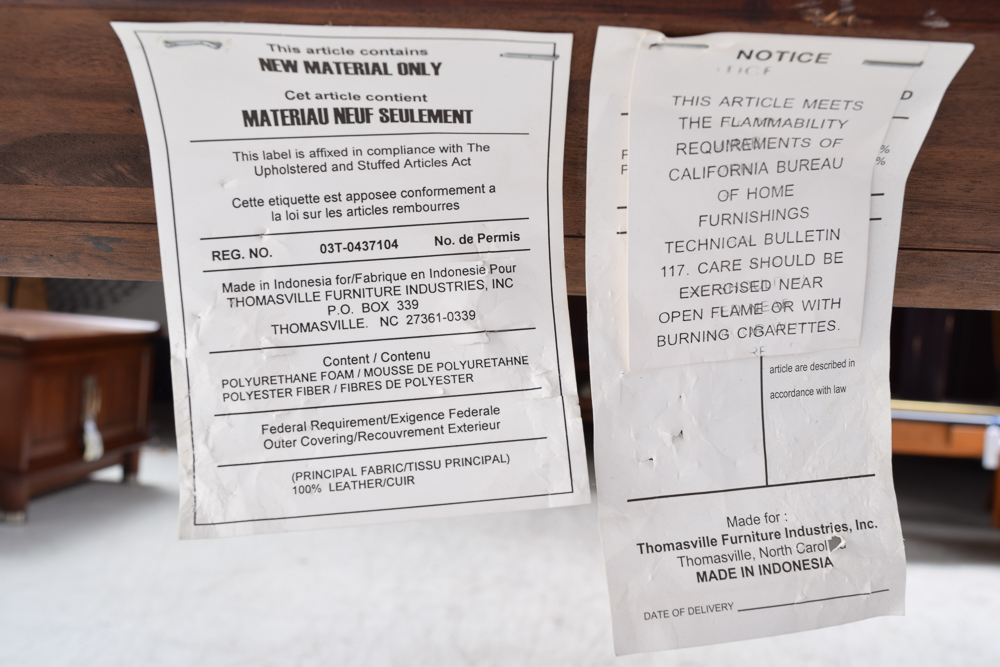 This article contains
NEW MATERIAL ONLY
Cet article contient
MATERIAU NEUF SEULEMENT
This label is affixed in compliance with The
Upholstered and Stuffed Articles Act
Cette etiquette est apposee conformement a
la loi sur les articles rembourres
REG. NO. 03T-0437104 No. de Permis
Made in Indonesia for/Fabrique en Indonesie Pour
THOMASVILLE FURNITURE INDUSTRIES, INC
P.O. BOX 339
THOMASVILLE. NC 27361-0339
Content / Contenu
POLYURETHANE FOAM / MOUSSE DE POLYURETAHNE
POLYESTER FIBER / FIBRES DE POLYESTER
Federal Requirement/Exigence Federale
Outer Covering/Recouvrement Exterieur
(PRINCIPAL FABRIC/TISSU PRINCIPAL)
100% LEATHER/CUIR
NOTICE
THIS ARTICLE MEETS
THE FLAMMABILITY
REQUIREMENTS OF
CALIFORNIA BUREAU
OF HOME
FURNISHINGS
TECHNICAL BULLETIN
117. CARE SHOULD BE
EXERCISED NEAR
OPEN FLAME OR WITH
BURNING CIGARETTES.
D
%
%
F
F
article are described in
accordance with law
Made for :
Thomasville Furniture Industries, Inc.
Thomasville, North
MADE IN INDONESIA
DATE OF DELIVERY